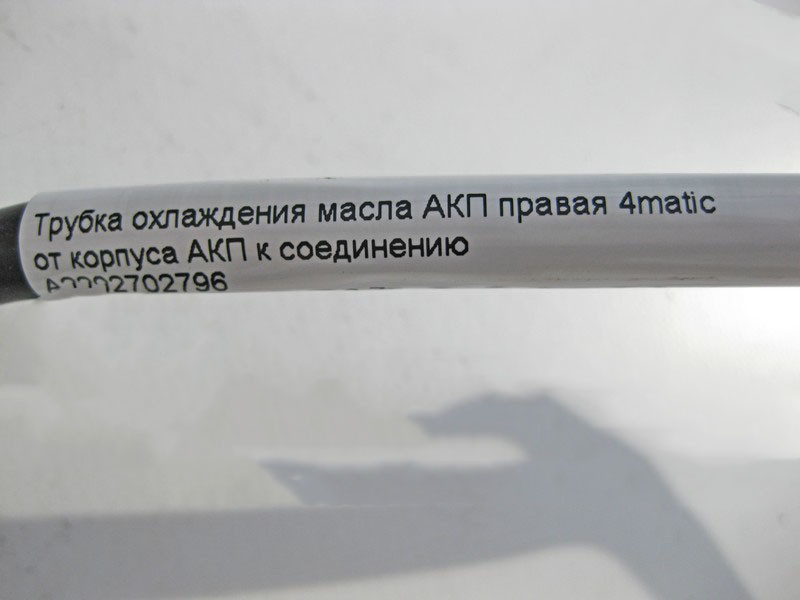 Трубка охлаждения масла АКП правая 4matic
от корпуса АКП к соединению